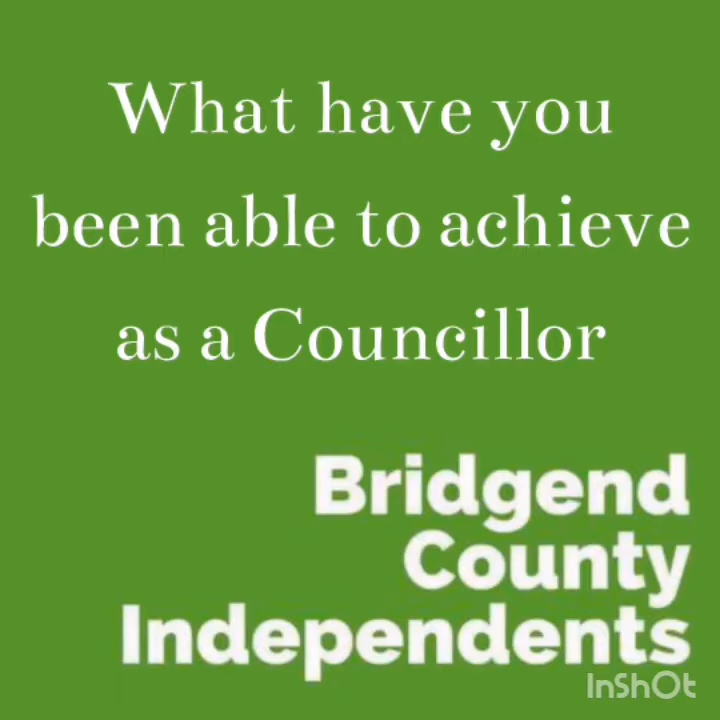 What have you
been able to achieve
as a Councillor
Bridgend
County
Independents
InShOt